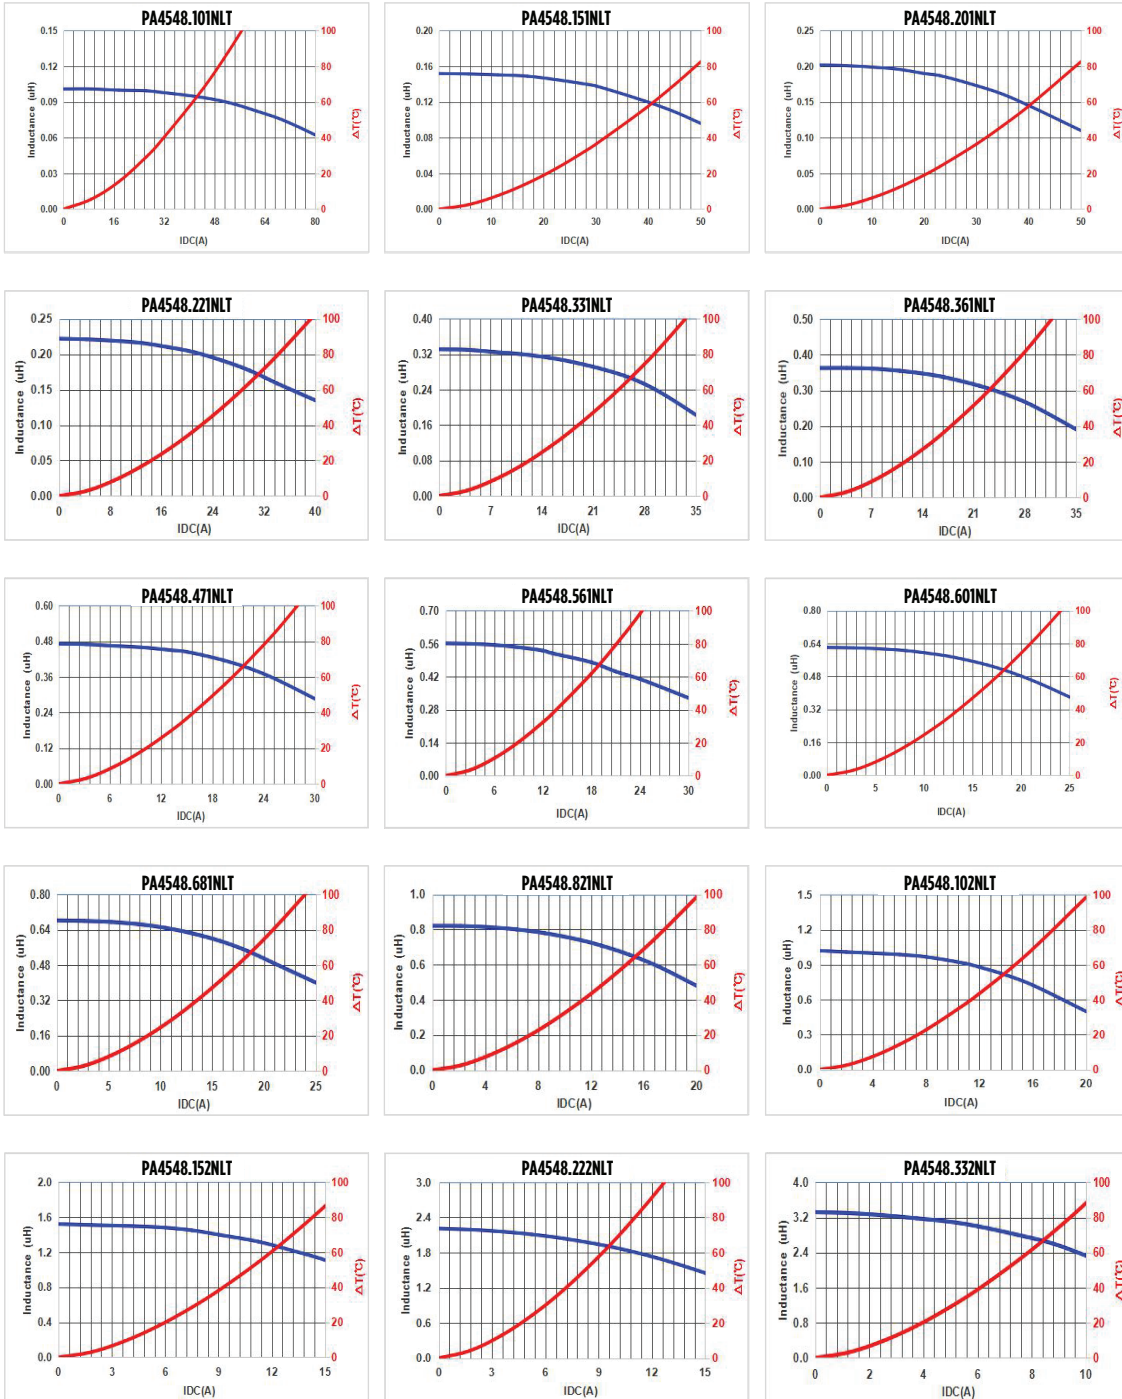 PA4548.101NLT
0.15
0.12
0.09
0.06
0.03
0.00
100
80
60
40
20
0
0 16 32 48 64 80
Inductance (uH)
△T(℃)
IDC(A)
PA4548.151NLT
0.20
0.16
0.12
0.08
0.04
0.00
100
80
60
40
20
0
0 10 20 30 40 50
Inductance (uH)
△T(℃)
IDC(A)
PA4548.201NLT
0.25
0.20
0.15
0.10
0.05
0.00
100
80
60
40
20
0
0 10 20 30 40 50
Inductance (uH)
△T(℃)
IDC(A)
PA4548.221NLT
0.25
0.20
0.15
0.10
0.05
0.00
100
80
60
40
20
0
0 8 16 24 32 40
Inductance (uH)
△T(℃)
IDC(A)
PA4548.331NLT
0.40
0.32
0.24
0.16
0.08
0.00
100
80
60
40
20
0
0 7 14 21 28 35
Inductance (uH)
△T(℃)
IDC(A)
PA4548.361NLT
0.50
0.40
0.30
0.20
0.10
0.00
100
80
60
40
20
0
0 7 14 21 28 35
Inductance (uH)
△T(℃)
IDC(A)
PA4548.471NLT
0.60
0.48
0.36
0.24
0.12
0.00
100
80
60
40
20
0
0 6 12 18 24 30
Inductance (uH)
△T(℃)
IDC(A)
PA4548.561NLT
0.70
0.56
0.42
0.28
0.14
0.00
100
80
60
40
20
0
0 6 12 18 24 30
Inductance (uH)
△T(℃)
IDC(A)
PA4548.601NLT
0.80
0.64
0.48
0.32
0.16
0.00
100
80
60
40
20
0
0 5 10 15 20 25
Inductance (uH)
△T(℃)
IDC(A)
PA4548.681NLT
0.80
0.64
0.48
0.32
0.16
0.00
100
80
60
40
20
0
0 5 10 15 20 25
Inductance (uH)
△T(℃)
IDC(A)
PA4548.821NLT
1.0
0.8
0.6
0.4
0.2
0.0
100
80
60
40
20
0
0 4 8 12 16 20
Inductance (uH)
△T(℃)
IDC(A)
PA4548.102NLT
1.5
1.2
0.9
0.6
0.3
0.0
100
80
60
40
20
0
0 4 8 12 16 20
Inductance (uH)
△T(℃)
IDC(A)
PA4548.152NLT
2.0
1.6
1.2
0.8
0.4
0.0
100
80
60
40
20
0
0 3 6 9 12 15
Inductance (uH)
△T(℃)
IDC(A)
PA4548.222NLT
3.0
2.4
1.8
1.2
0.6
0.0
100
80
60
40
20
0
0 3 6 9 12 15
Inductance (uH)
△T(℃)
IDC(A)
PA4548.332NLT
4.0
3.2
2.4
1.6
0.8
0.0
100
80
60
40
20
0
0 2 4 6 8 10
Inductance (uH)
△T(℃)
IDC(A)